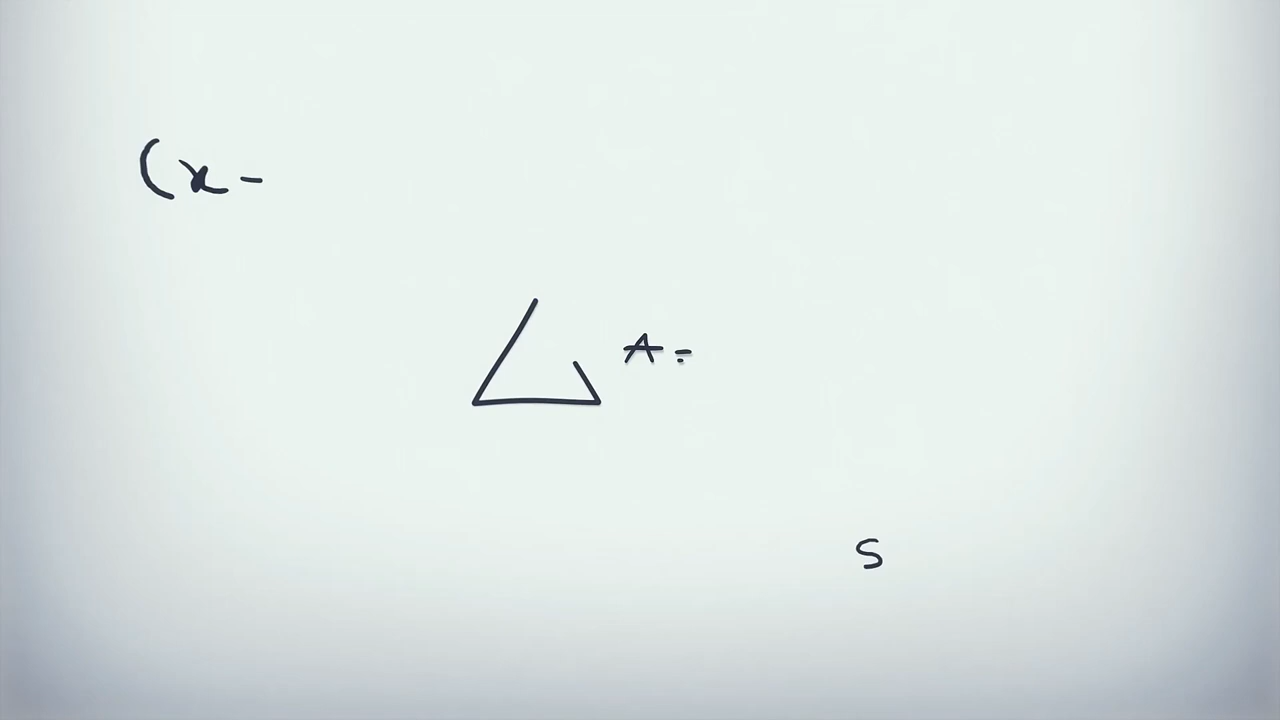 (x -
A =
S